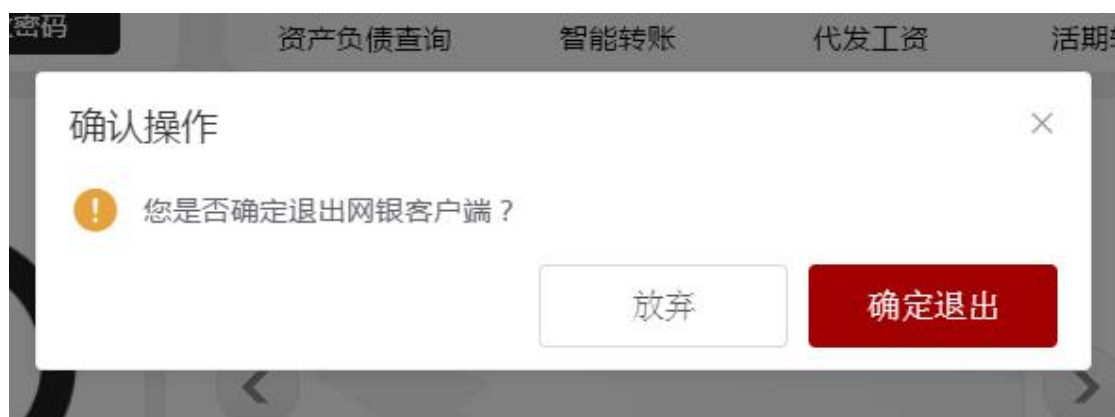 密码
资产负债查询 智能转账 代发工资 活期
确认操作
您是否确定退出网银客户端？
放弃 确定退出